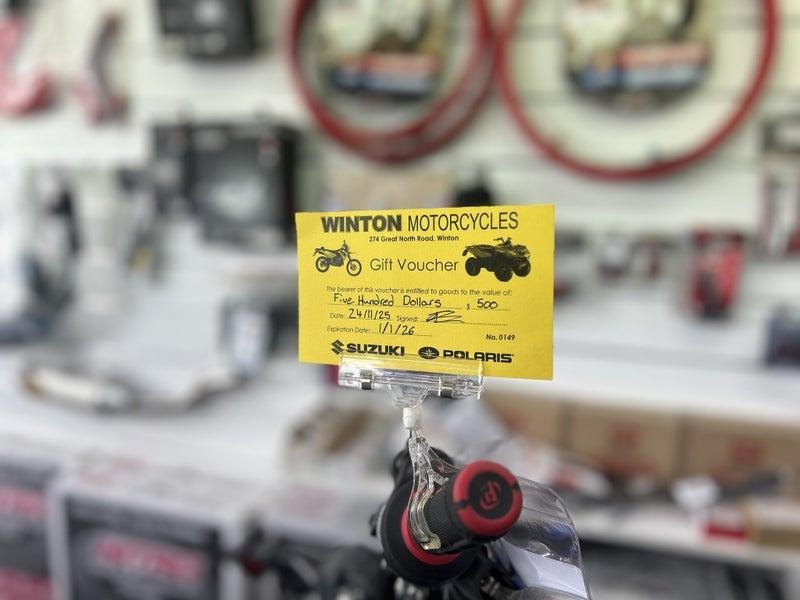 WINTON MOTORCYCLES
274 Great North Road, Winton
Gift Voucher
The bearer of this voucher is entitled to goods to the value of:
Five Hundred Dollars $ 500
Date: 24/11/25 Signed:
Expiration Date: 1/1/26
No. 0149
SUZUKI POLARIS